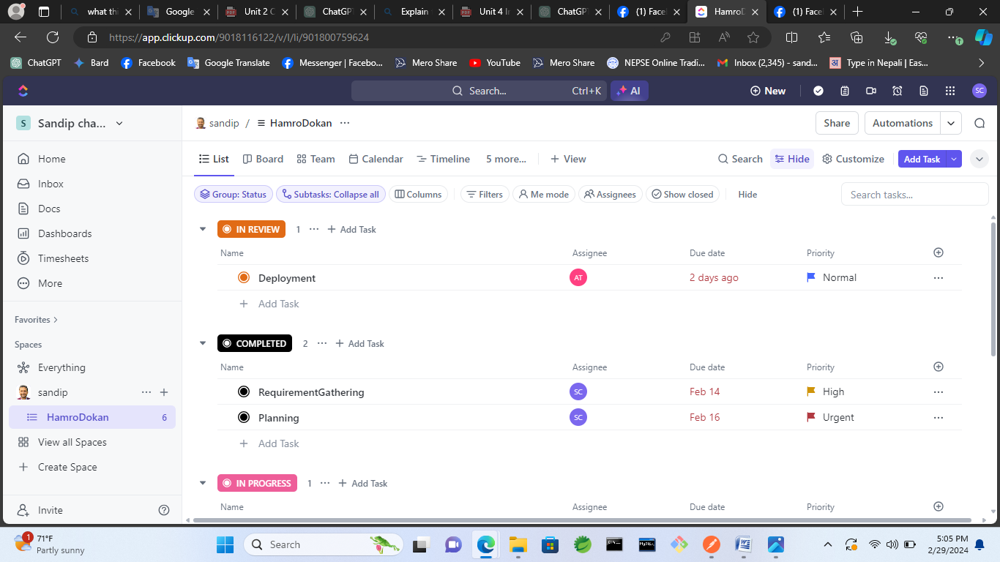 what thi
Google
Unit 2 C
ChatGPT
Explain
Unit 4 In
ChatGPT
(1) Facel
HamroD
(1) Facel
https://app.clickup.com/9018116122/v/l/li/901800759624
ChatGPT
Bard
Facebook
Google Translate
Messenger | Facebo...
Mero Share
YouTube
Mero Share
NEPSE Online Tradi...
Inbox (2,345) - sand...
Type in Nepali | Eas...
Search...
Ctrl+K
AI
New
SC
S
Sandip cha...
sandip / HamroDokan ...
Share
Automations
Home
Inbox
Docs
Dashboards
Timesheets
More
Favorites
Spaces
Everything
sandip
HamroDokan 6
View all Spaces
Create Space
Invite
List
Board
Team
Calendar
Timeline
5 more...
+ View
Search
Hide
Customize
Add Task
Group: Status
Subtasks: Collapse all
Columns
Filters
Me mode
Assignees
Show closed
Hide
Search tasks...
IN REVIEW 1 ... + Add Task
Name Assignee Due date Priority
Deployment AT 2 days ago Normal
+ Add Task
COMPLETED 2 ... + Add Task
Name Assignee Due date Priority
RequirementGathering SC Feb 14 High
Planning SC Feb 16 Urgent
+ Add Task
IN PROGRESS 1 ... + Add Task
Name Assignee Due date Priority
1
71°F
Partly sunny
Search
5:05 PM
2/29/2024